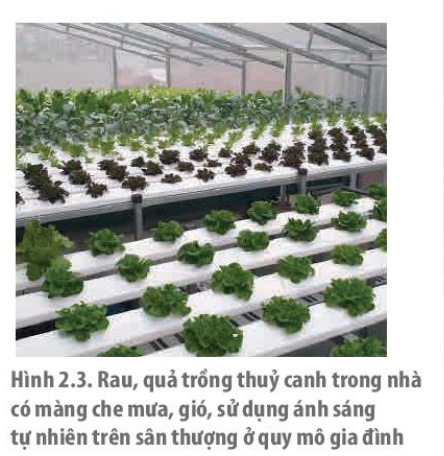 Hình 2.3. Rau, quả trồng thuỷ canh trong nhà
có màng che mưa, gió, sử dụng ánh sáng
tự nhiên trên sân thượng ở quy mô gia đình